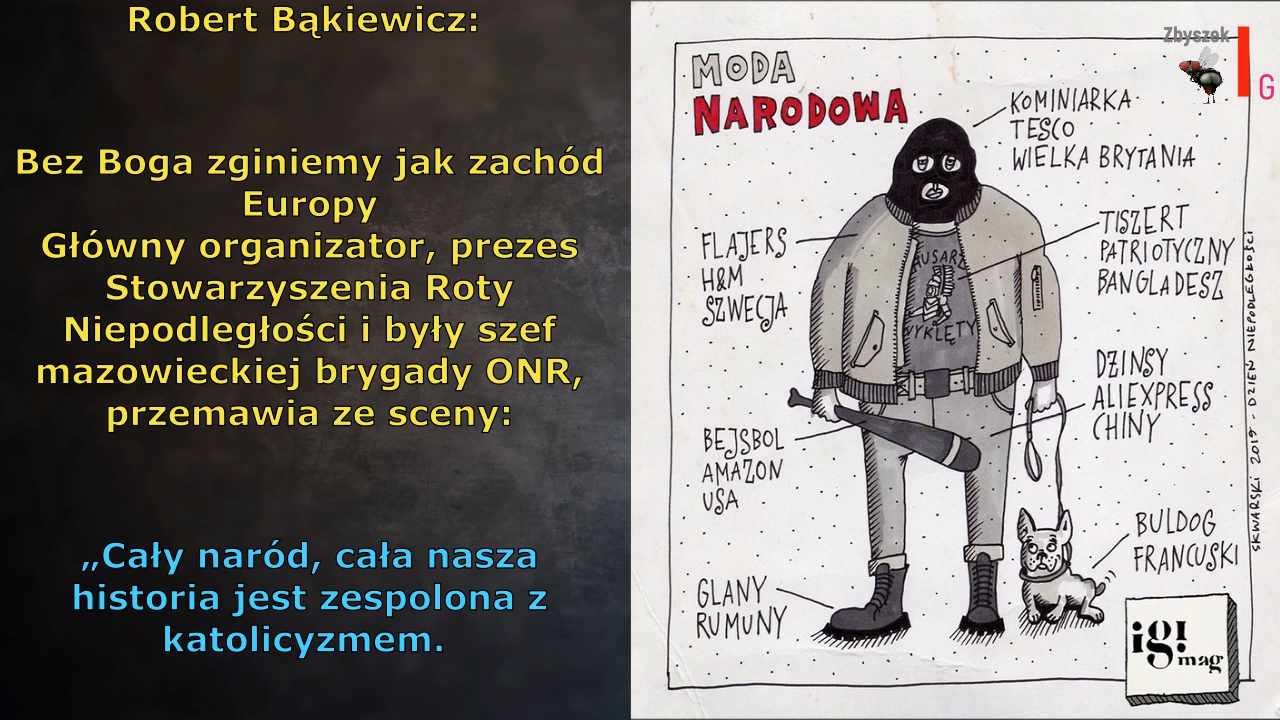 Robert Bąkiewicz:
Bez Boga zginiemy jak zachód
Europy
Główny organizator, prezes
Stowarzyszenia Roty
Niepodległości i były szef
mazowieckiej brygady ONR,
przemawia ze sceny:
„Cały naród, cała nasza
historia jest zespolona z
katolicyzmem.
Zbyszek
G
MODA
NARODOWA
KOMINIARKA
TESCO
WIELKA BRYTANIA
FLAJERS
H&M
SZWECJA
TISZERT
PATRIOTYCZNY
BANGLADESZ
HUSARZ
WYKLĘTY
DŻINSY
ALIEXPRESS
CHINY
BEJSBOL
AMAZON
USA
BULDOG
FRANCUSKI
GLANY
RUMUNY
SKWARSKI 2019 - DZIEŃ NIEPODLEGŁOŚCI
ig!
mag